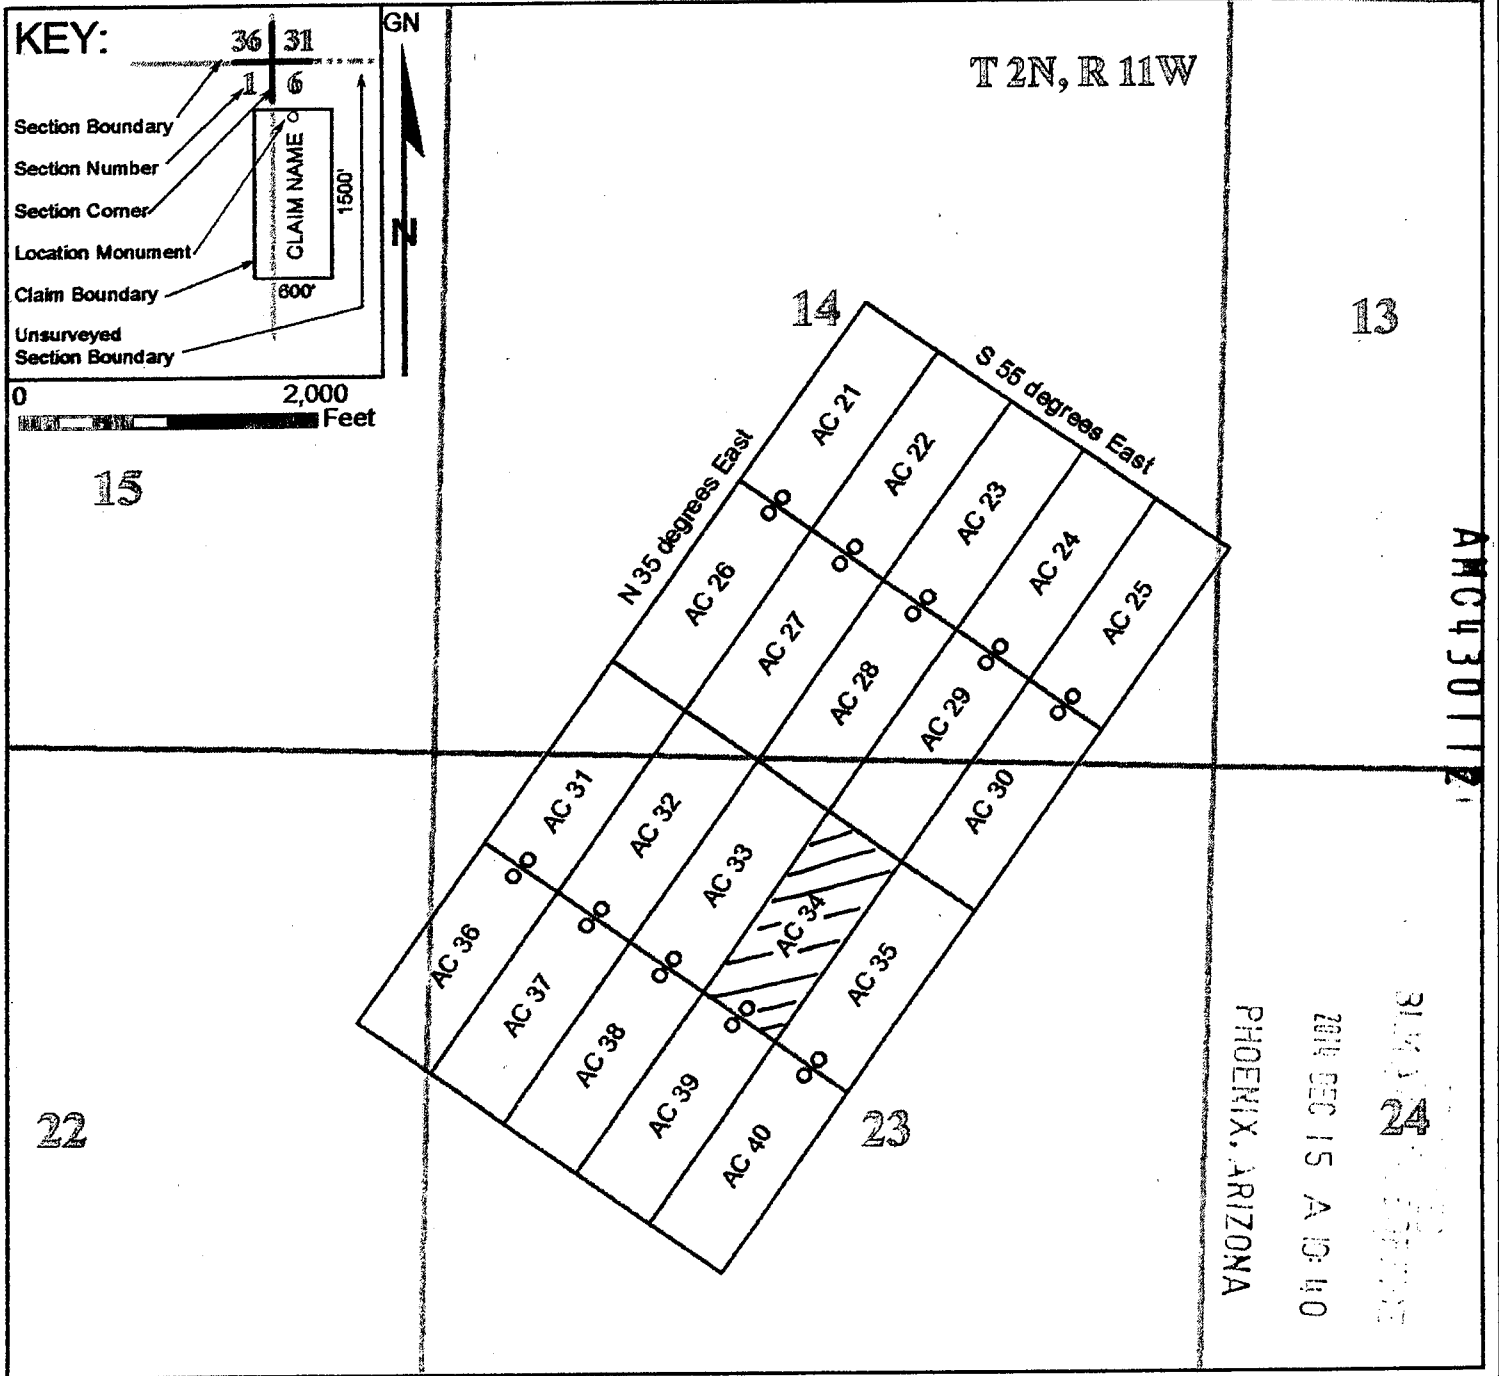 KEY:
36 31
1 6
Section Boundary
Section Number
Section Corner
Location Monument
Claim Boundary
Unsurveyed
Section Boundary
CLAIM NAME
1500'
600'
GN
N
0 2,000
Feet
T 2N, R 11W
14
13
15
22
23
24
S 55 degrees East
N 35 degrees East
AC 21
AC 22
AC 23
AC 24
AC 25
AC 26
AC 27
AC 28
AC 29
AC 30
AC 31
AC 32
AC 33
AC 34
AC 35
AC 36
AC 37
AC 38
AC 39
AC 40
AMC430112
2014 DEC 15 A 10:40
PHOENIX, ARIZONA